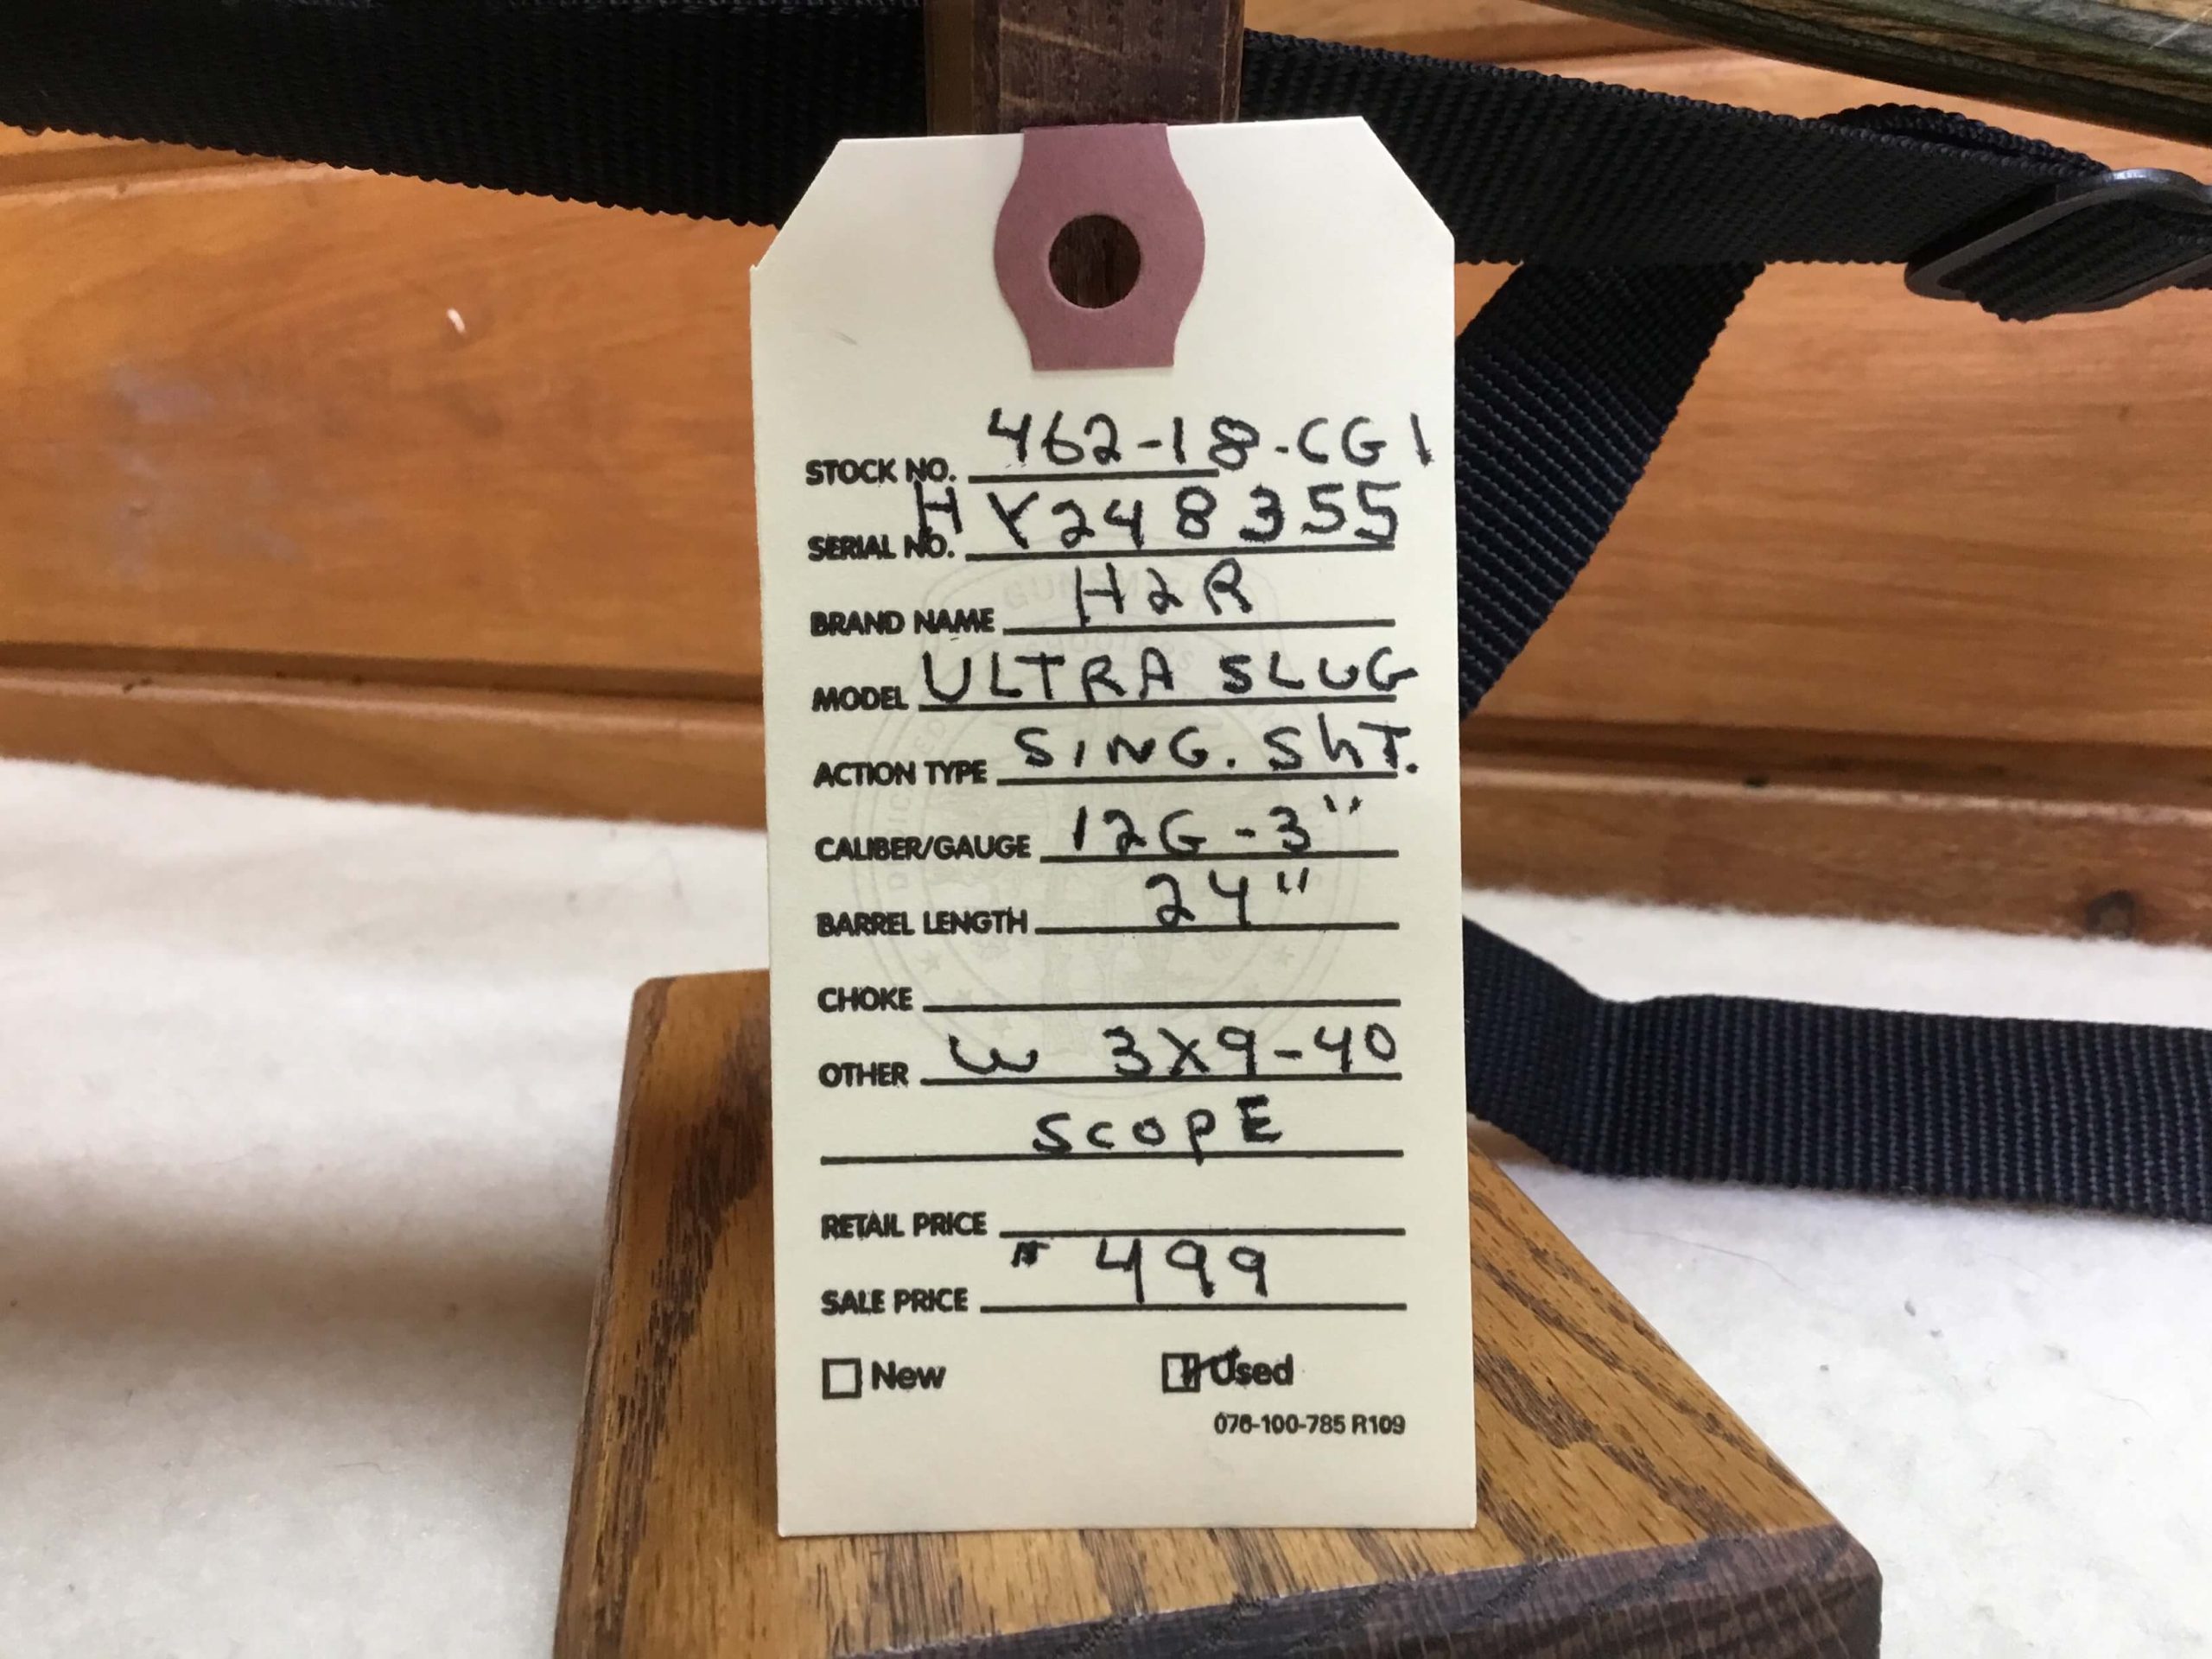 STOCK NO. 462-18-CG1
SERIAL NO. HY248355
BRAND NAME H2R
MODEL ULTRA SLUG
ACTION TYPE SING. ShT.
CALIBER/GAUGE 12G-3"
BARREL LENGTH 24"
CHOKE
OTHER W 3X9-40
SCOPE
RETAIL PRICE
SALE PRICE $499
New Used
076-100-785 R109